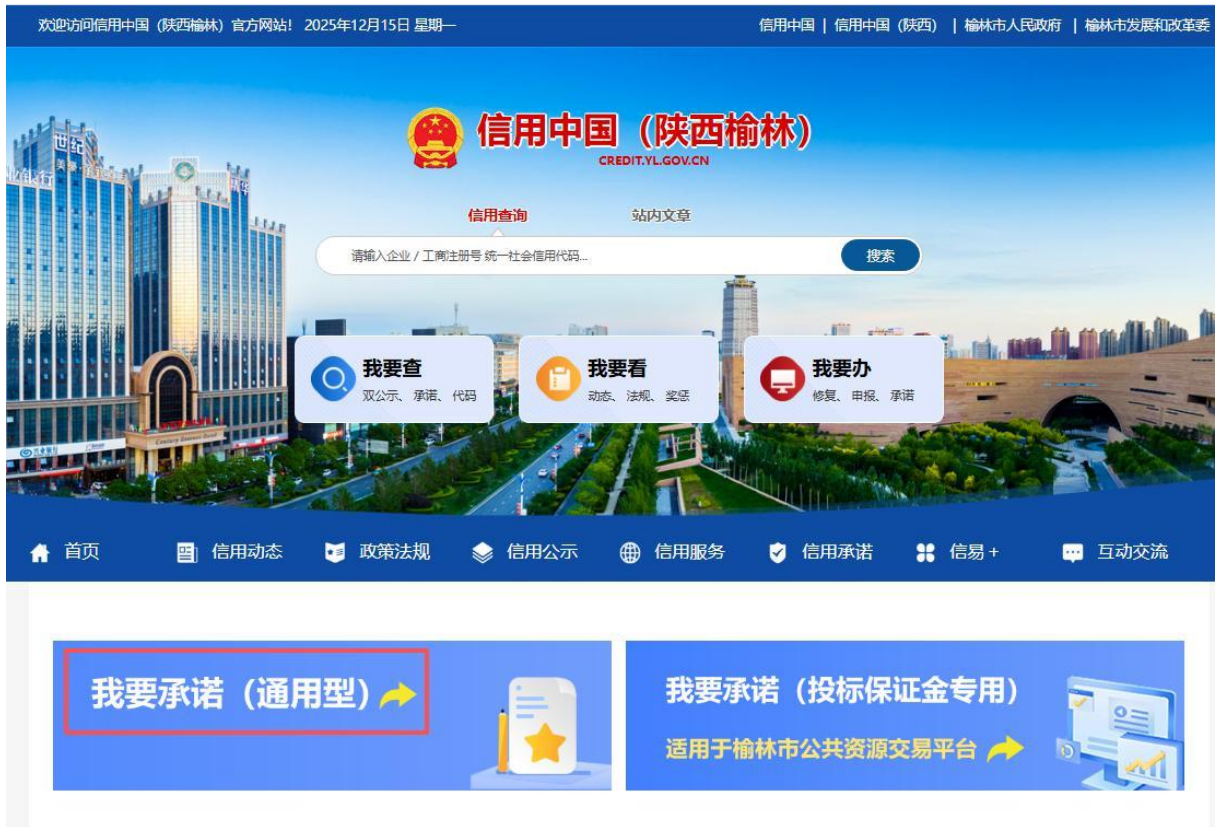 欢迎访问信用中国（陕西榆林）官方网站！ 2025年12月15日 星期一
信用中国 | 信用中国（陕西） | 榆林市人民政府 | 榆林市发展和改革委
信用中国（陕西榆林）
CREDIT.YL.GOV.CN
信用查询 站内文章
请输入企业 / 工商注册号 统一社会信用代码... 搜索
我要查 我要看 我要办
双公示、承诺、代码 动态、法规、奖惩 修复、申报、承诺
首页 信用动态 政策法规 信用公示 信用服务 信用承诺 信易+ 互动交流
我要承诺（通用型）
我要承诺（投标保证金专用）
适用于榆林市公共资源交易平台
世纪
精华